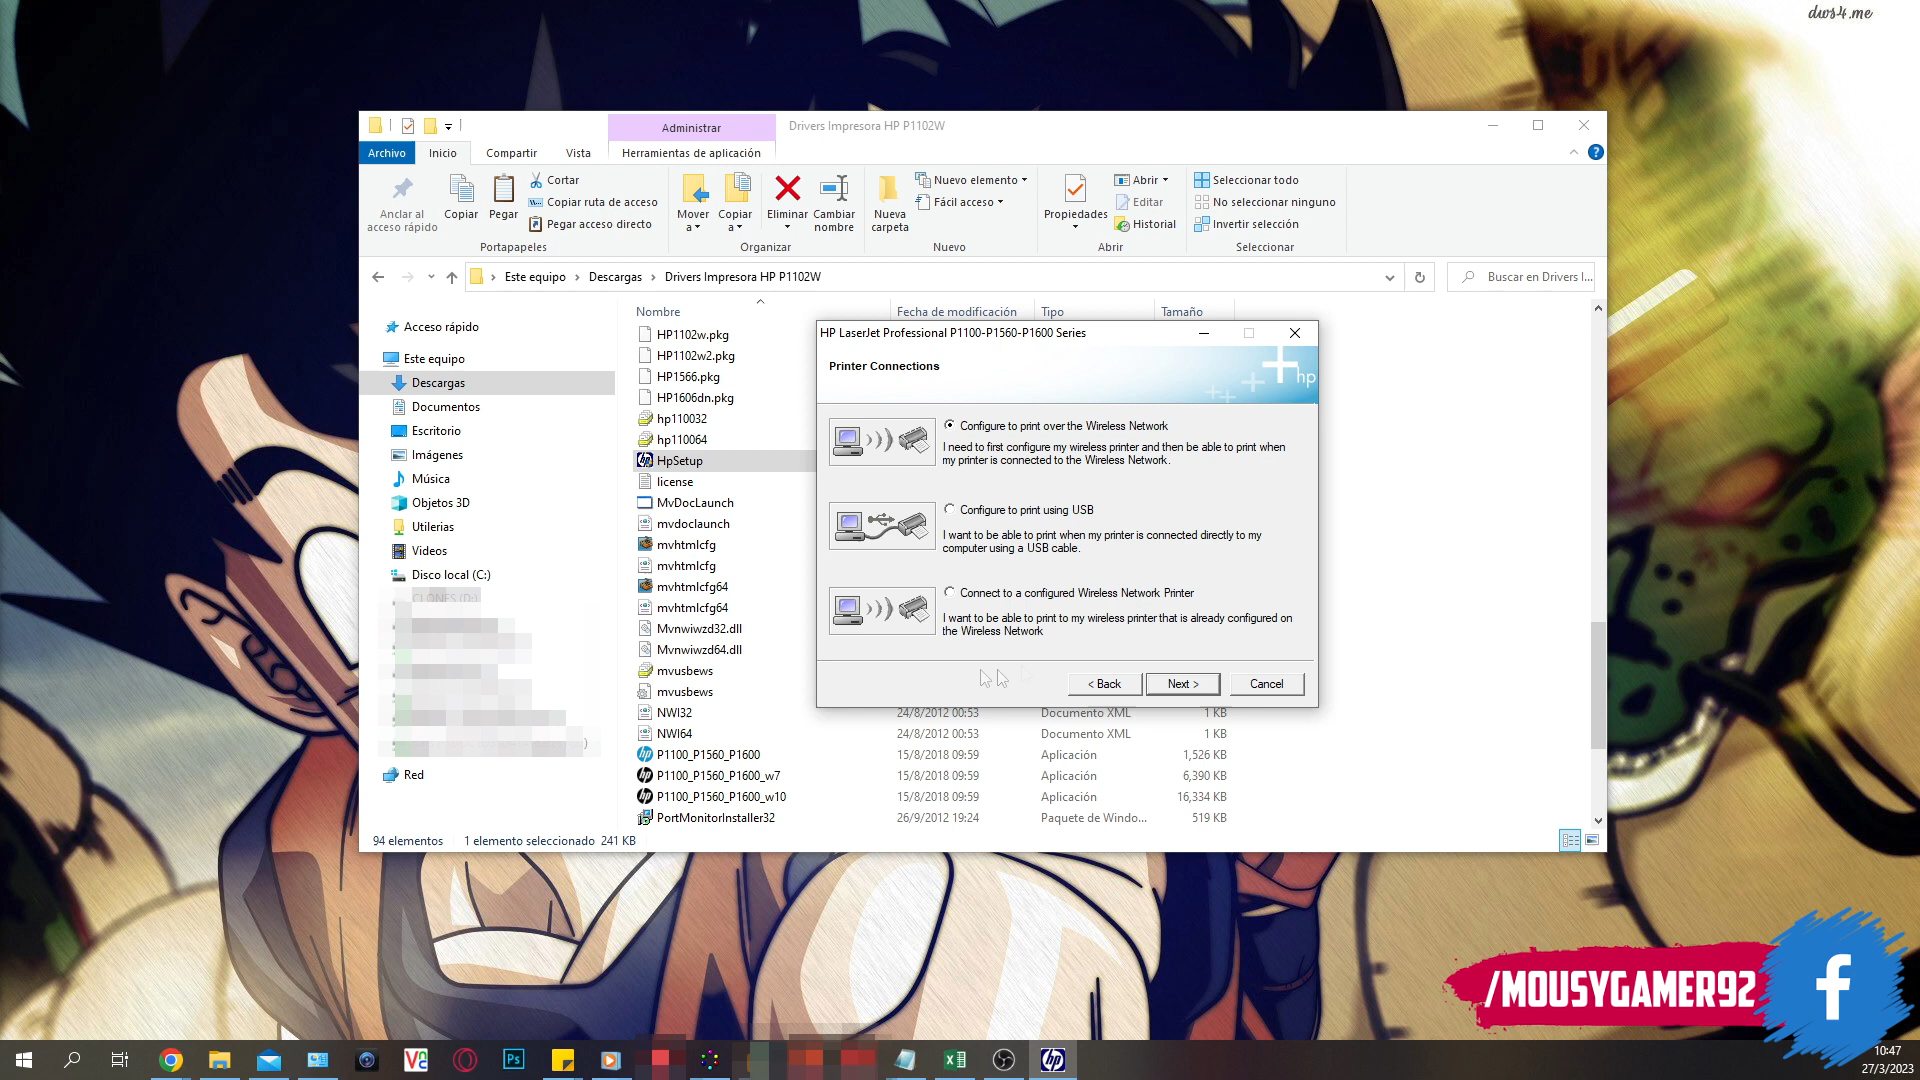 dws4.me
Administrar
Drivers Impresora HP P1102W
Archivo
Inicio
Compartir
Vista
Herramientas de aplicación
Anclar al acceso rápido
Copiar
Pegar
Cortar
Copiar ruta de acceso
Pegar acceso directo
Portapapeles
Mover a
Copiar a
Eliminar
Cambiar nombre
Organizar
Nueva carpeta
Nuevo elemento
Fácil acceso
Nuevo
Propiedades
Abrir
Editar
Historial
Abrir
Seleccionar todo
No seleccionar ninguno
Invertir selección
Seleccionar
Este equipo > Descargas > Drivers Impresora HP P1102W
Buscar en Drivers I...
Acceso rápido
Este equipo
Descargas
Documentos
Escritorio
Imágenes
Música
Objetos 3D
Utilerias
Videos
Disco local (C:)
CLONES (D:)
Red
Nombre
Fecha de modificación
Tipo
Tamaño
HP1102w.pkg
HP1102w2.pkg
HP1566.pkg
HP1606dn.pkg
hp110032
hp110064
HpSetup
license
MvDocLaunch
mvdoclaunch
mvhtmlcfg
mvhtmlcfg
mvhtmlcfg64
mvhtmlcfg64
Mvnwiwzd32.dll
Mvnwiwzd64.dll
mvusbews
mvusbews
NWI32 24/8/2012 00:53 Documento XML 1 KB
NWI64 24/8/2012 00:53 Documento XML 1 KB
P1100_P1560_P1600 15/8/2018 09:59 Aplicación 1,526 KB
P1100_P1560_P1600_w7 15/8/2018 09:59 Aplicación 6,390 KB
P1100_P1560_P1600_w10 15/8/2018 09:59 Aplicación 16,334 KB
PortMonitorInstaller32 26/9/2012 19:24 Paquete de Windo... 519 KB
HP LaserJet Professional P1100-P1560-P1600 Series
Printer Connections
hp
Configure to print over the Wireless Network
I need to first configure my wireless printer and then be able to print when
my printer is connected to the Wireless Network.
Configure to print using USB
I want to be able to print when my printer is connected directly to my
computer using a USB cable.
Connect to a configured Wireless Network Printer
I want to be able to print to my wireless printer that is already configured on
the Wireless Network
< Back
Next >
Cancel
94 elementos
1 elemento seleccionado 241 KB
/MOUSYGAMER92
f
Ps
10:47
27/3/2023